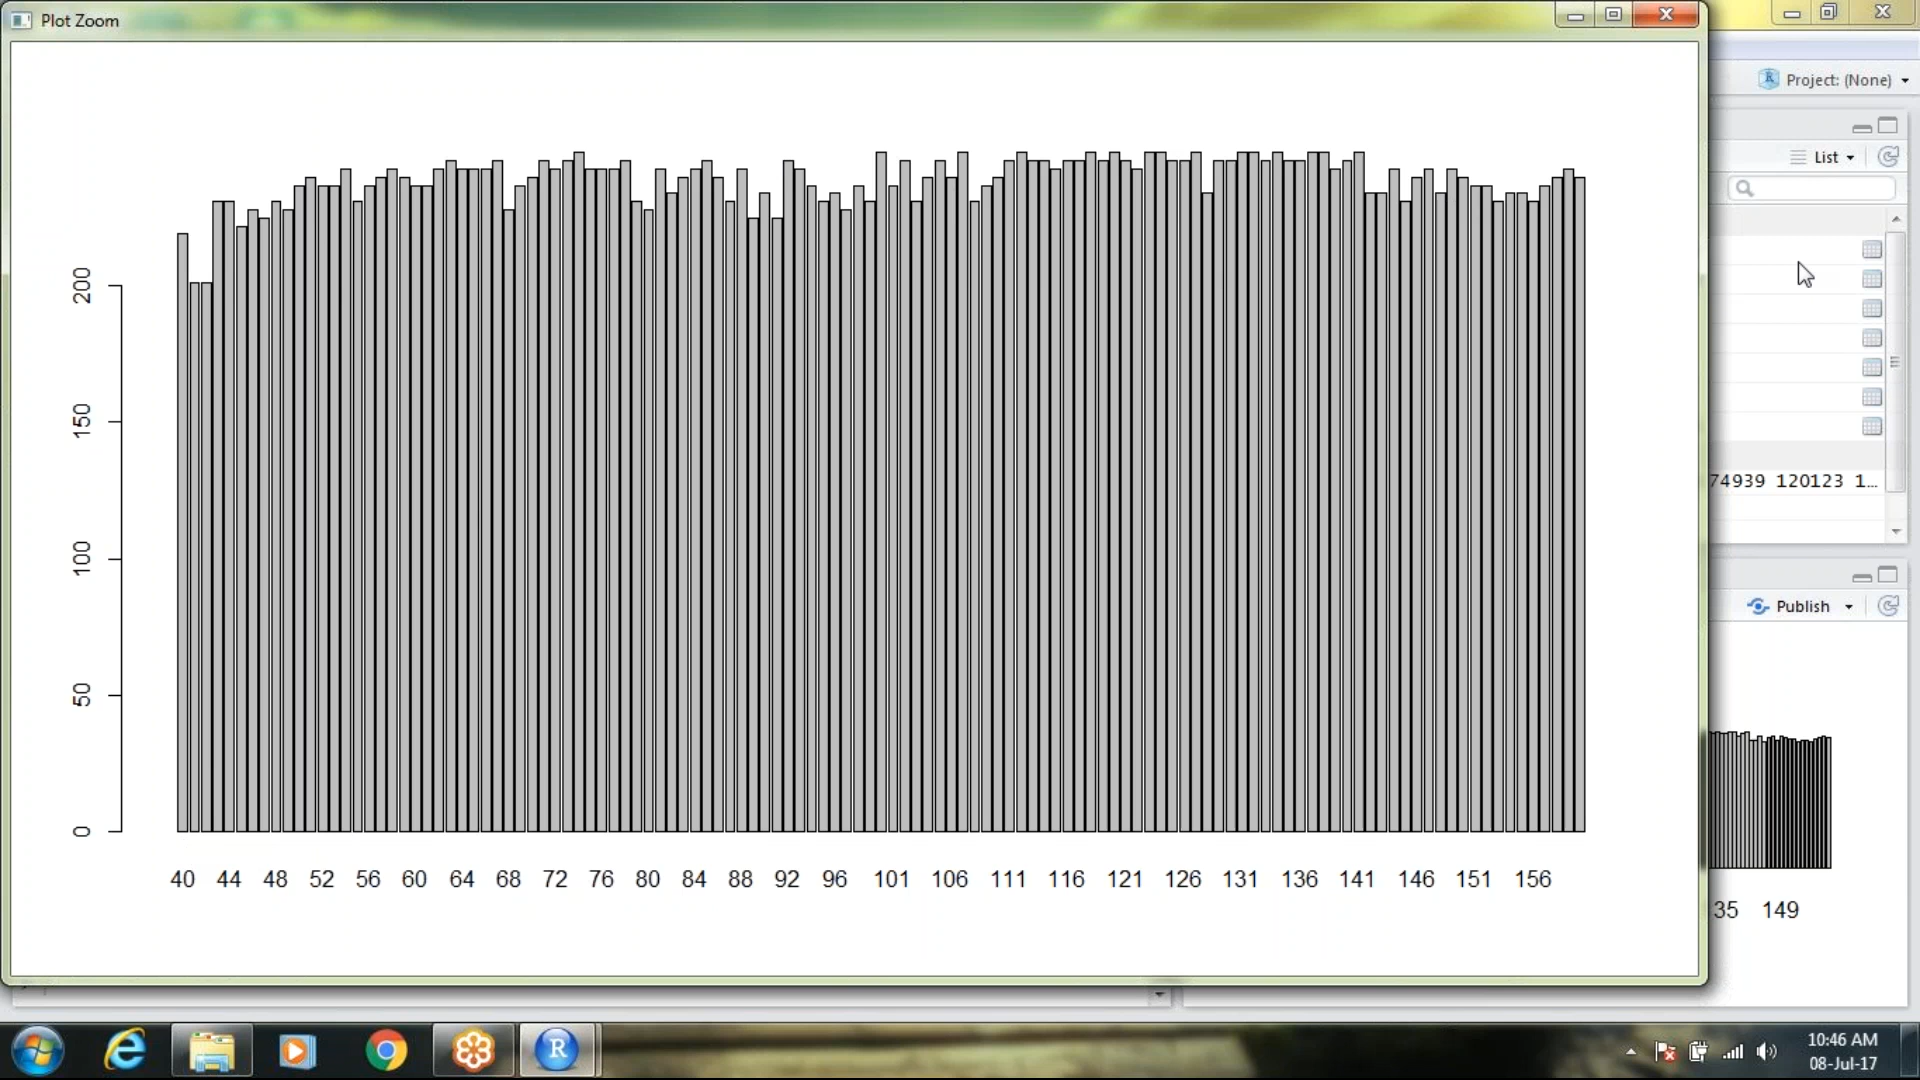 Plot Zoom
Project: (None)
List
74939 120123 1...
Publish
200
150
100
50
0
40 44 48 52 56 60 64 68 72 76 80 84 88 92 96 101 106 111 116 121 126 131 136 141 146 151 156
35 149
10:46 AM
08-Jul-17